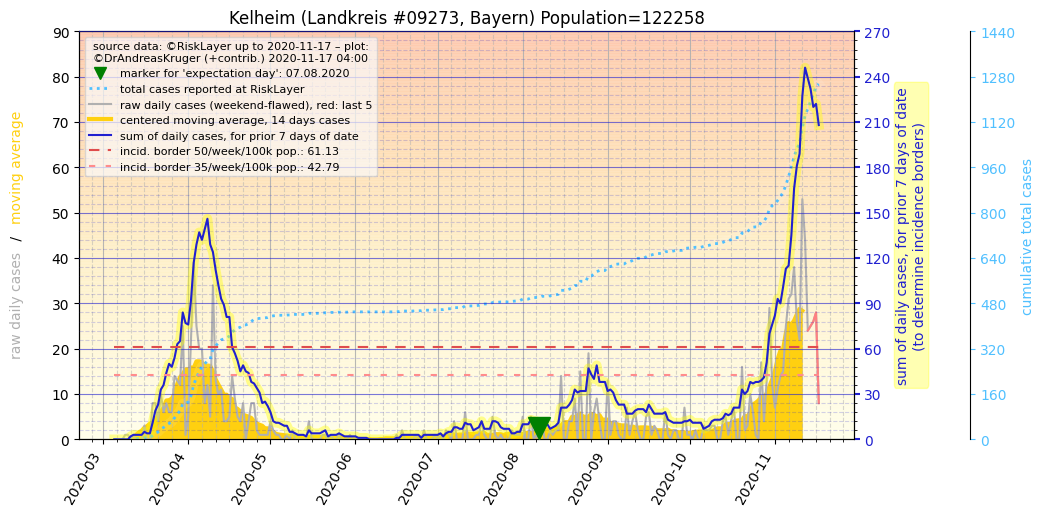 Kelheim (Landkreis #09273, Bayern) Population=122258
source data: ©RiskLayer up to 2020-11-17 – plot:
©DrAndreasKruger (+contrib.) 2020-11-17 04:00
marker for 'expectation day': 07.08.2020
total cases reported at RiskLayer
raw daily cases (weekend-flawed), red: last 5
centered moving average, 14 days cases
sum of daily cases, for prior 7 days of date
incid. border 50/week/100k pop.: 61.13
incid. border 35/week/100k pop.: 42.79
raw daily cases / moving average
90
80
70
60
50
40
30
20
10
0
2020-03
2020-04
2020-05
2020-06
2020-07
2020-08
2020-09
2020-10
2020-11
270
240
210
180
150
120
90
60
30
0
sum of daily cases, for prior 7 days of date
(to determine incidence borders)
1440
1280
1120
960
800
640
480
320
160
0
cumulative total cases